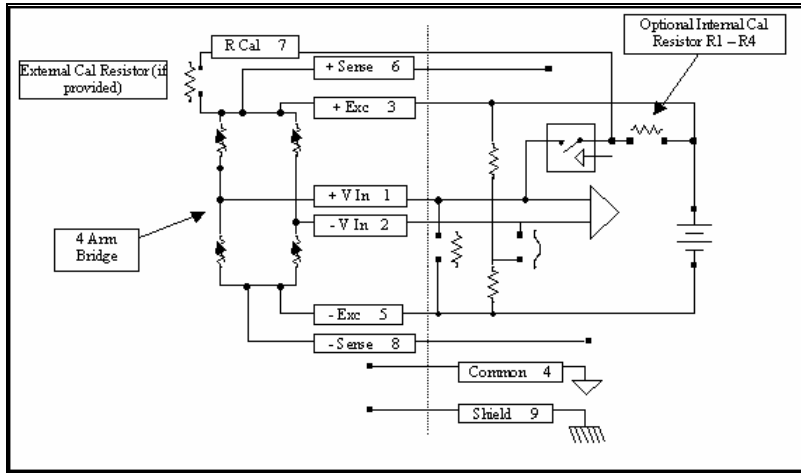 Optional Internal Cal
Resistor R1 – R4
R Cal 7
External Cal Resistor (if
provided)
+ Sense 6
+ Exc 3
+ V In 1
- V In 2
4 Arm
Bridge
- Exc 5
- Sense 8
Common 4
Shield 9